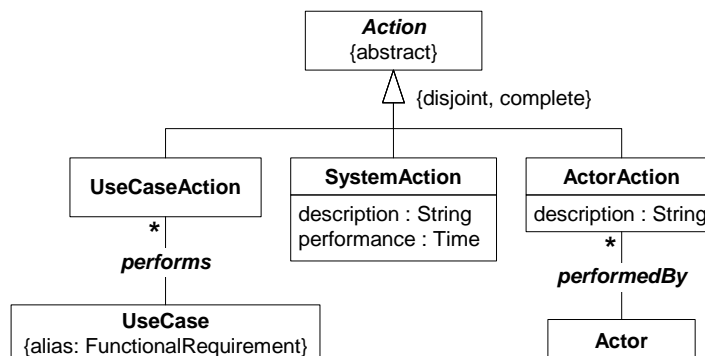 Action
{abstract}
{disjoint, complete}
UseCaseAction
SystemAction
description : String
performance : Time
ActorAction
description : String
*
performs
*
performedBy
UseCase
{alias: FunctionalRequirement}
Actor